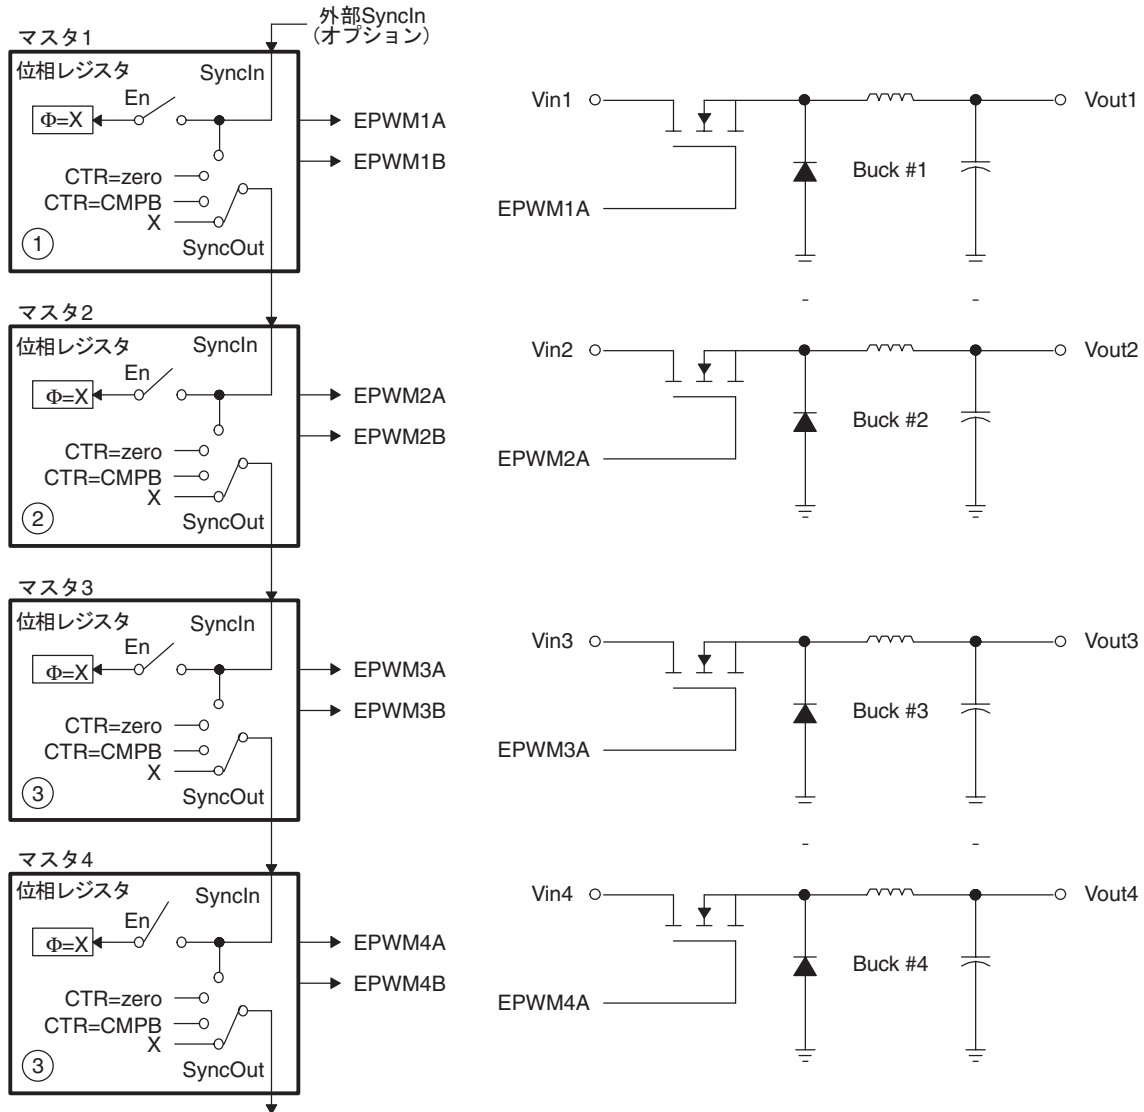 外部SyncIn
(オプション)
マスタ1
位相レジスタ
SyncIn
En
Φ=X
EPWM1A
EPWM1B
CTR=zero
CTR=CMPB
X
1
SyncOut
マスタ2
位相レジスタ
SyncIn
En
Φ=X
EPWM2A
EPWM2B
CTR=zero
CTR=CMPB
X
2
SyncOut
マスタ3
位相レジスタ
SyncIn
En
Φ=X
EPWM3A
EPWM3B
CTR=zero
CTR=CMPB
X
3
SyncOut
マスタ4
位相レジスタ
SyncIn
En
Φ=X
EPWM4A
EPWM4B
CTR=zero
CTR=CMPB
X
3
SyncOut
Vin1
Vout1
Buck #1
EPWM1A
Vin2
Vout2
Buck #2
EPWM2A
Vin3
Vout3
Buck #3
EPWM3A
Vin4
Vout4
Buck #4
EPWM4A